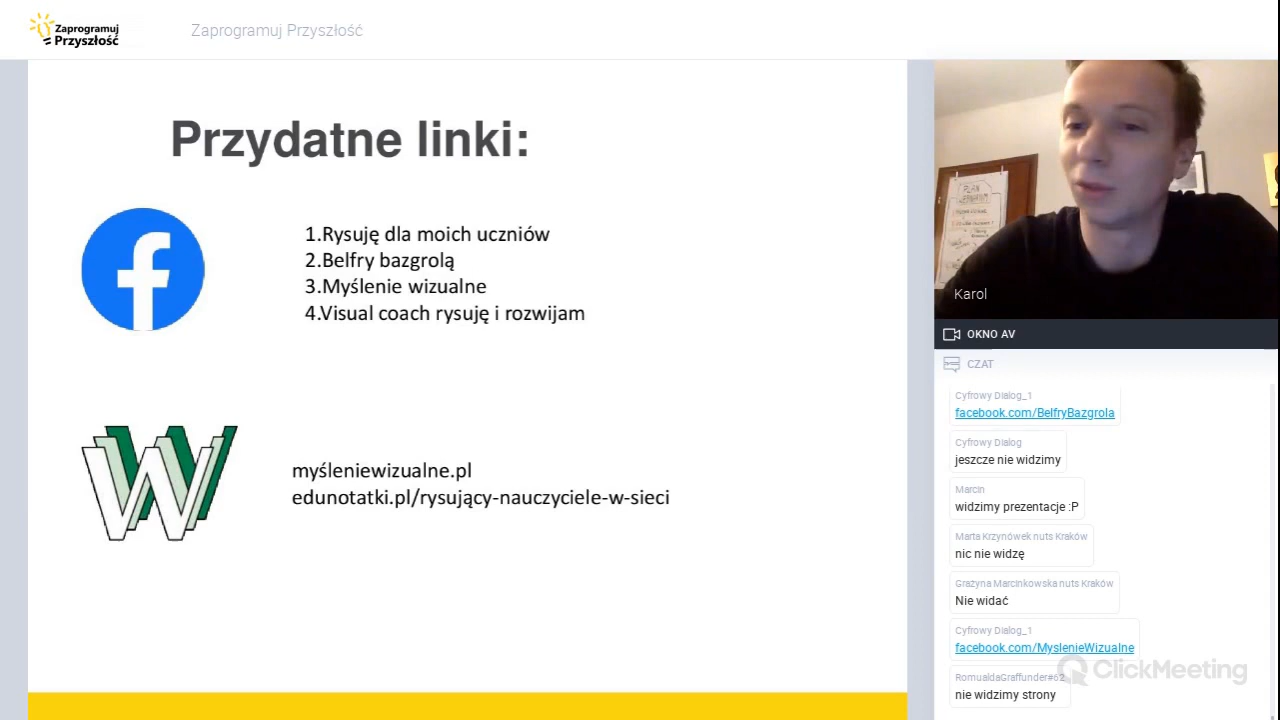 Zaprogramuj
Przyszłość
Zaprogramuj Przyszłość
Przydatne linki:
1.Rysuję dla moich uczniów
2.Belfry bazgrolą
3.Myślenie wizualne
4.Visual coach rysuję i rozwijam
myśleniewizualne.pl
edunotatki.pl/rysujący-nauczyciele-w-sieci
PLAN
Karol
OKNO AV
CZAT
Cyfrowy Dialog_1
facebook.com/BelfryBazgrola
Cyfrowy Dialog
jeszcze nie widzimy
Marcin
widzimy prezentacje :P
Marta Krzynówek nuts Kraków
nic nie widzę
Grażyna Marcinkowska nuts Kraków
Nie widać
Cyfrowy Dialog_1
facebook.com/MyslenieWizualne
ClickMeeting
RomualdaGraffunder#62
nie widzimy strony